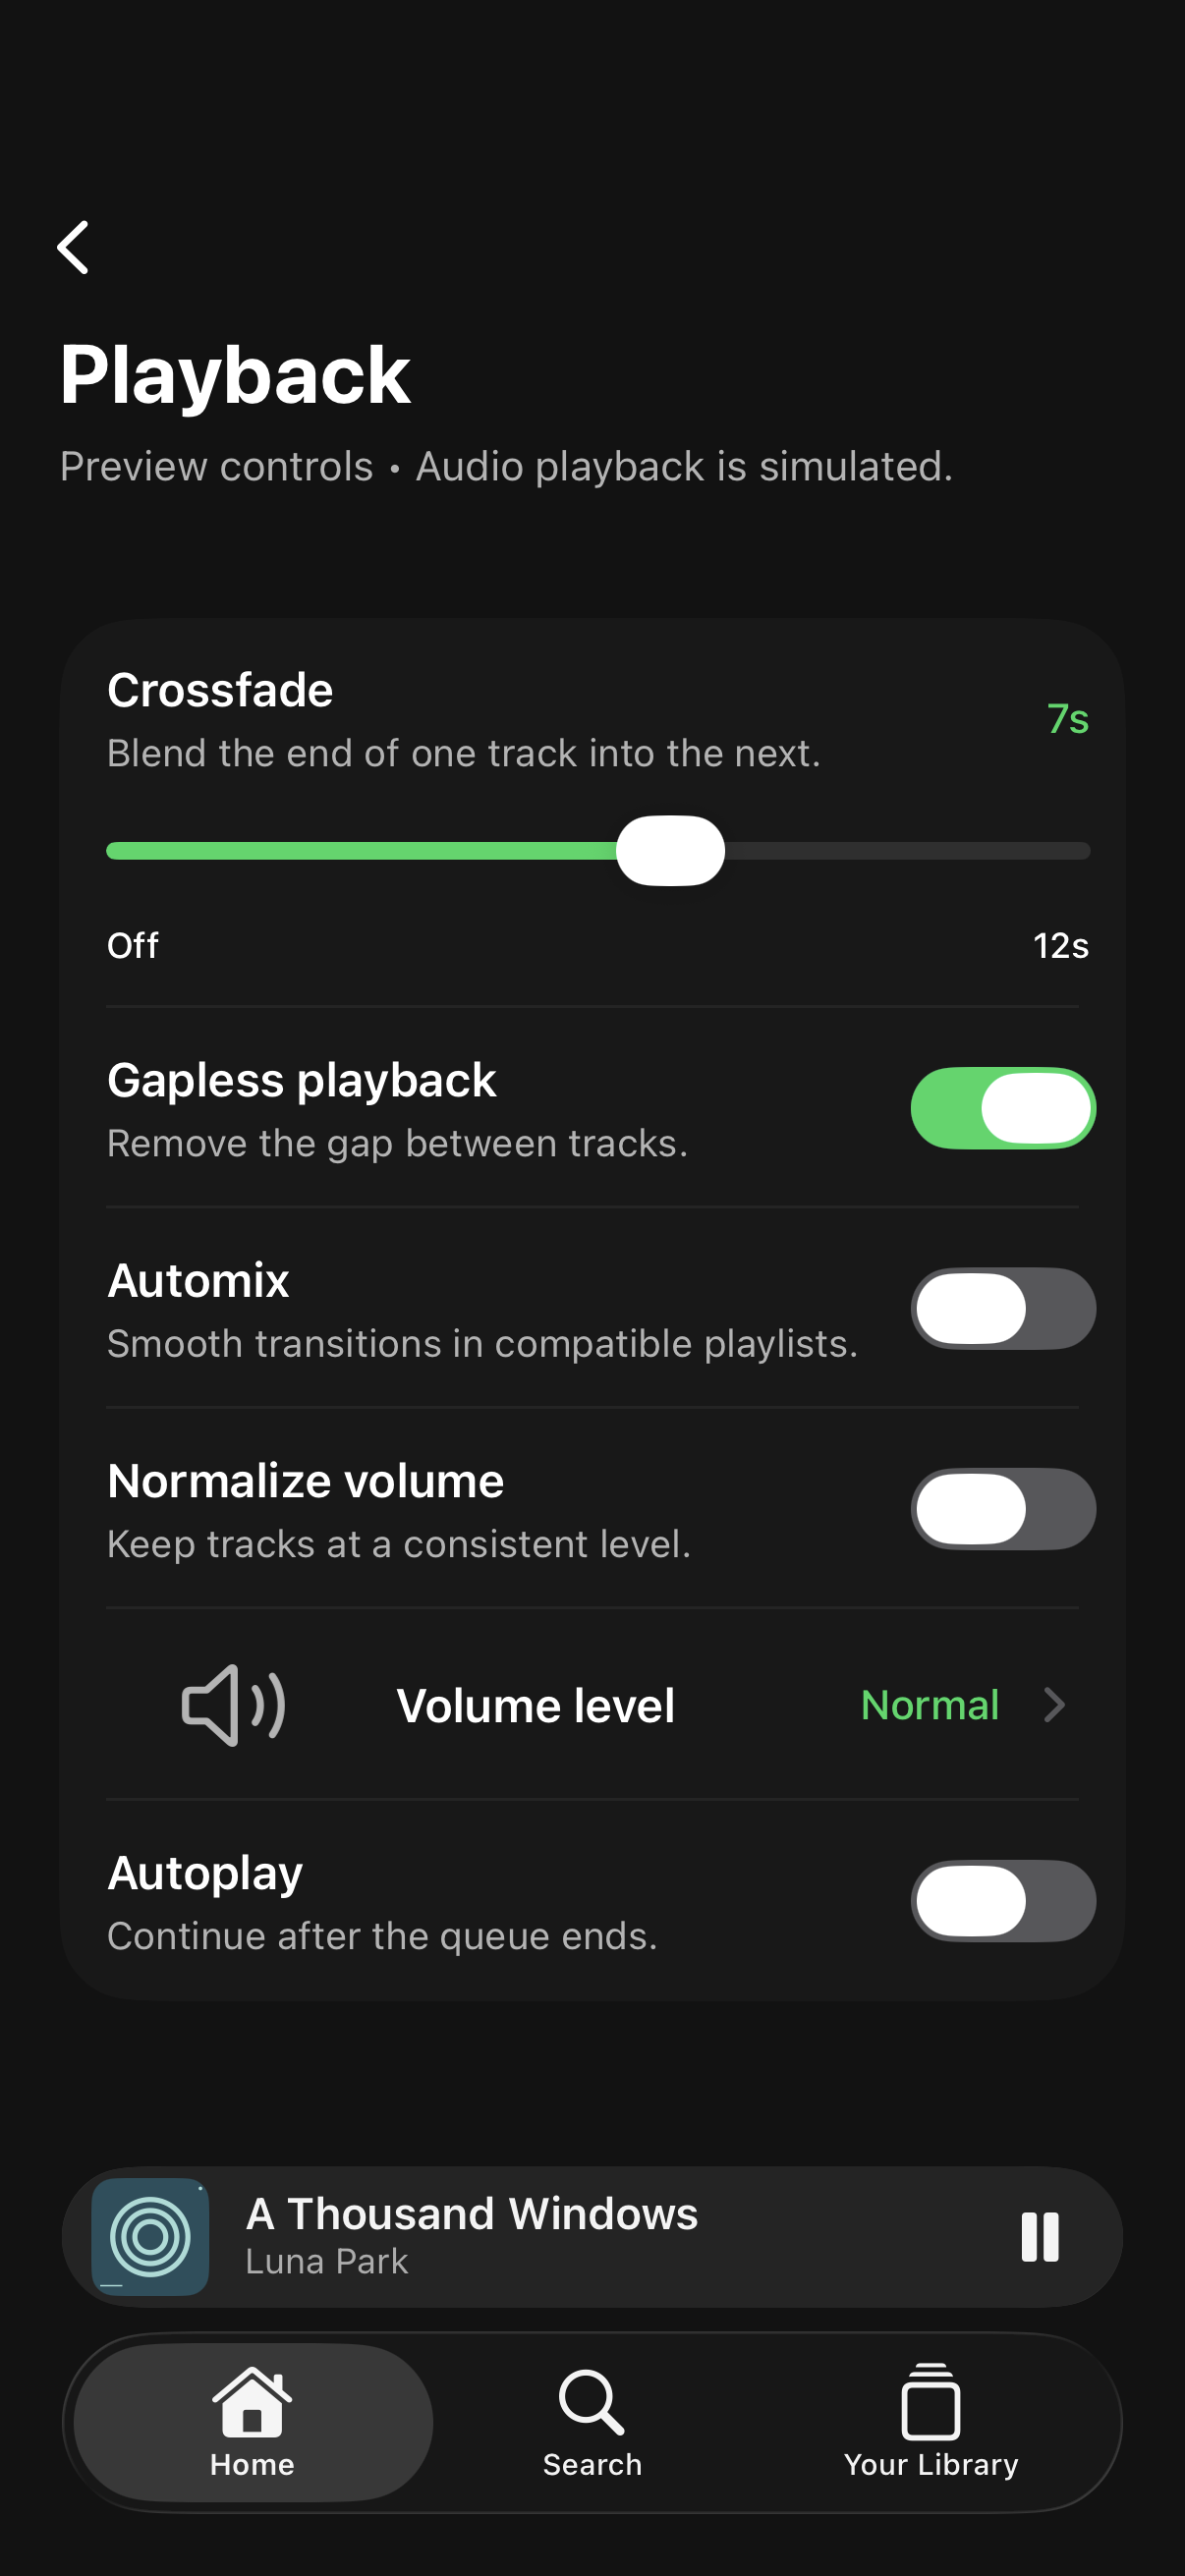 Playback
Preview controls • Audio playback is simulated.
Crossfade
7s
Blend the end of one track into the next.
Off
12s
Gapless playback
Remove the gap between tracks.
Automix
Smooth transitions in compatible playlists.
Normalize volume
Keep tracks at a consistent level.
Volume level
Normal
Autoplay
Continue after the queue ends.
A Thousand Windows
Luna Park
Home
Search
Your Library